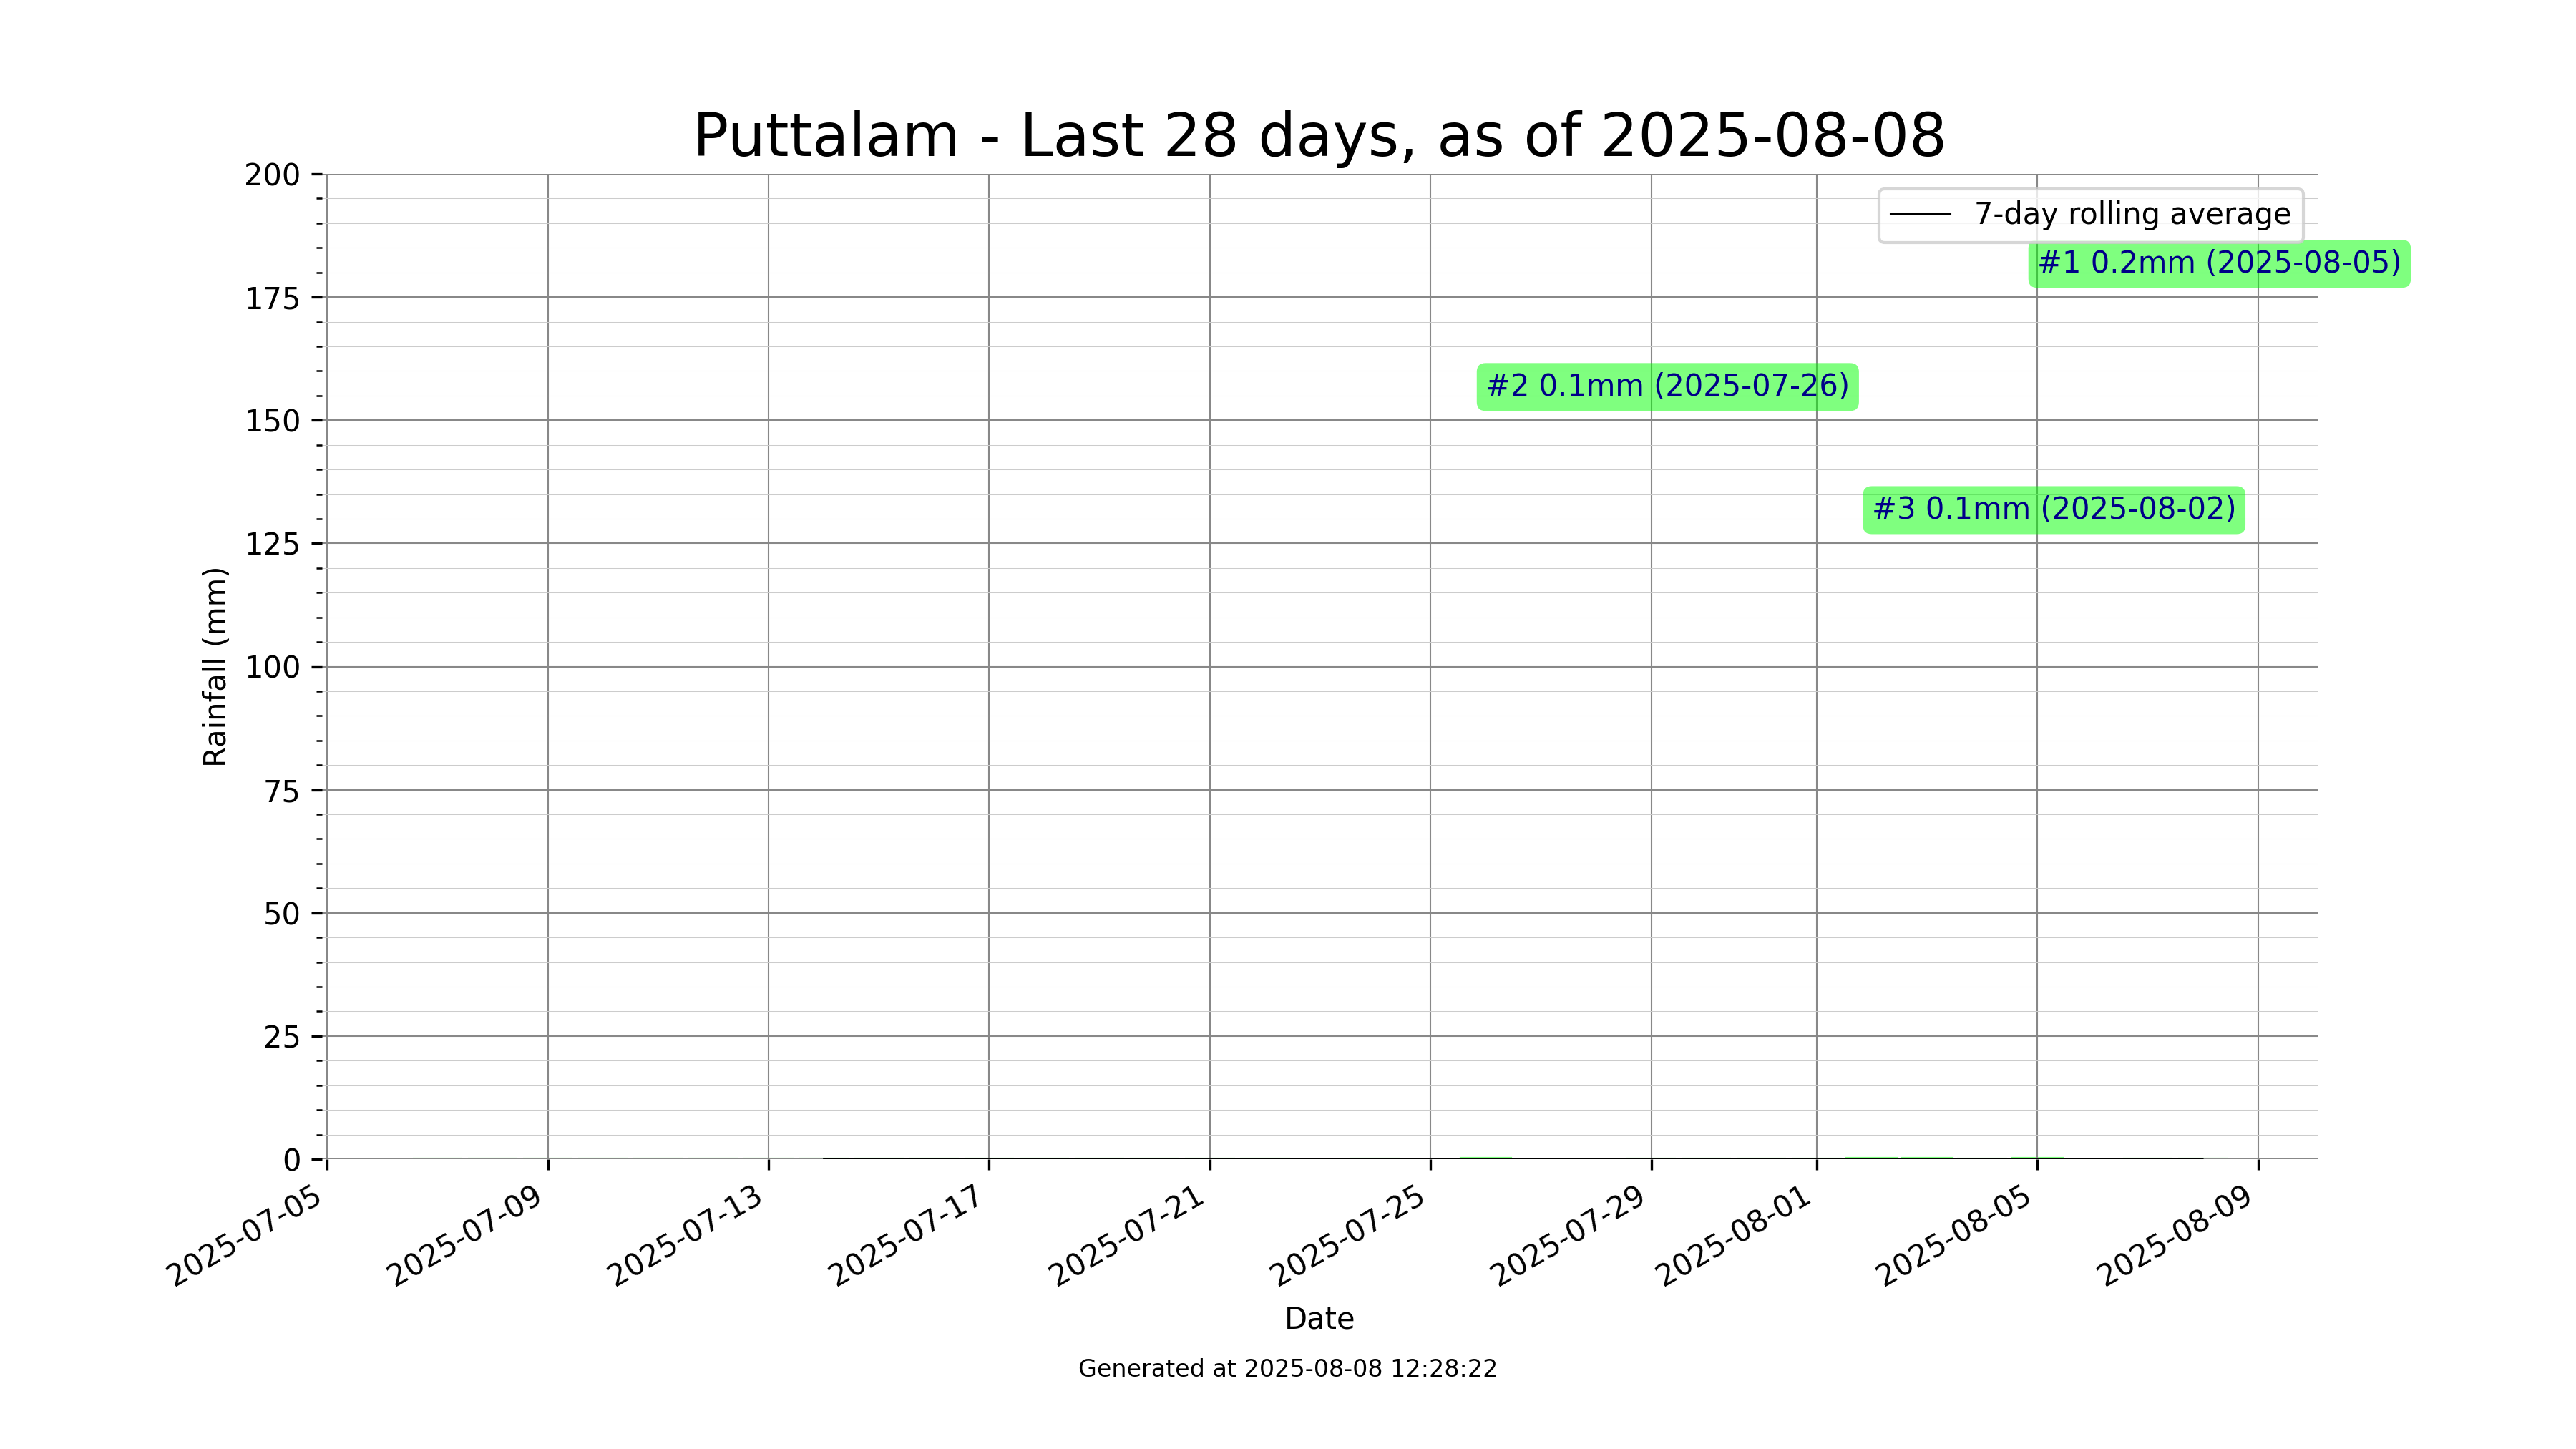 Puttalam - Last 28 days, as of 2025-08-08
200
175
150
125
100
75
50
25
0
Rainfall (mm)
7-day rolling average
#1 0.2mm (2025-08-05)
#2 0.1mm (2025-07-26)
#3 0.1mm (2025-08-02)
2025-07-05
2025-07-09
2025-07-13
2025-07-17
2025-07-21
2025-07-25
2025-07-29
2025-08-01
2025-08-05
2025-08-09
Date
Generated at 2025-08-08 12:28:22